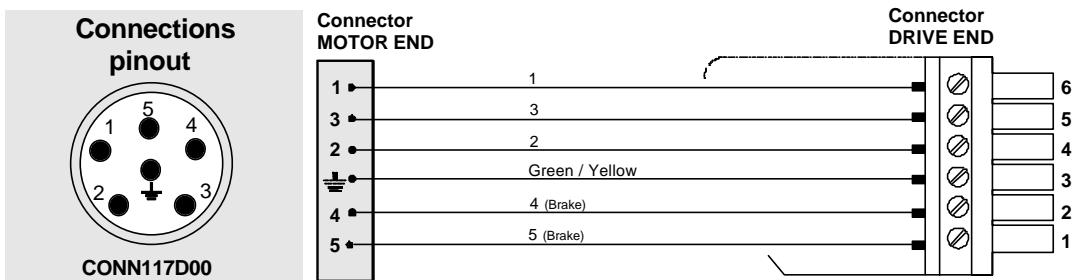 Connections
pinout
5
1
4
2
3
CONN117D00
Connector
MOTOR END
Connector
DRIVE END
1
1
6
3
3
5
2
2
4
Green / Yellow
3
4
4 (Brake)
2
5
5 (Brake)
1